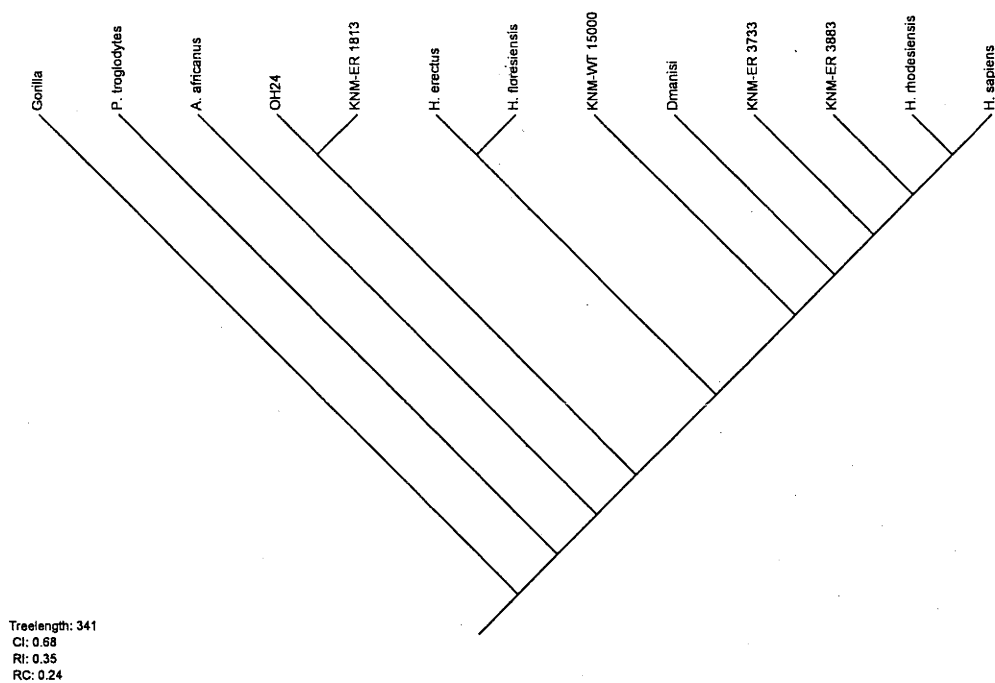 Gorilla
P. troglodytes
A. africanus
OH24
KNM-ER 1813
H. erectus
H. floresiensis
KNM-WT 15000
Dmanisi
KNM-ER 3733
KNM-ER 3883
H. rhodesiensis
H. sapiens
Treelength: 341
CI: 0.68
RI: 0.35
RC: 0.24